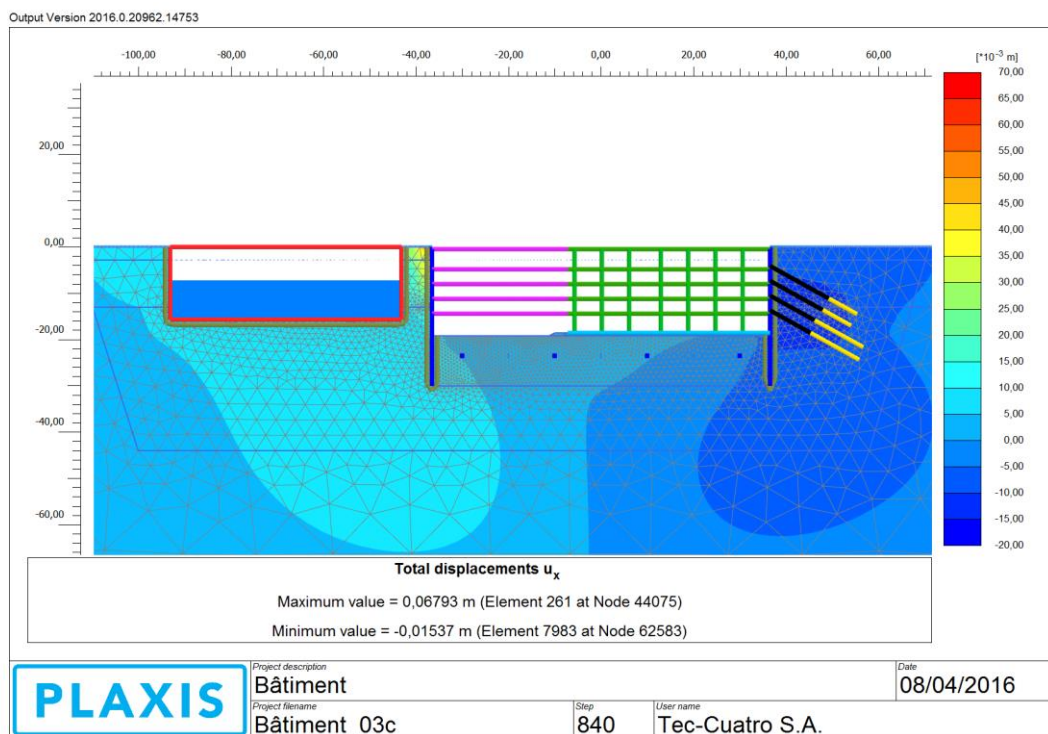 Output Version 2016.0.20962.14753
-100,00 -80,00 -60,00 -40,00 -20,00 0,00 20,00 40,00 60,00
[*10⁻³ m]
20,00
0,00
-20,00
-40,00
-60,00
70,00
65,00
60,00
55,00
50,00
45,00
40,00
35,00
30,00
25,00
20,00
15,00
10,00
5,00
0,00
-5,00
-10,00
-15,00
-20,00
Total displacements uₓ
Maximum value = 0,06793 m (Element 261 at Node 44075)
Minimum value = -0,01537 m (Element 7983 at Node 62583)
PLAXIS
Project description
Bâtiment
Date
08/04/2016
Project filename
Bâtiment 03c
Step
840
User name
Tec-Cuatro S.A.